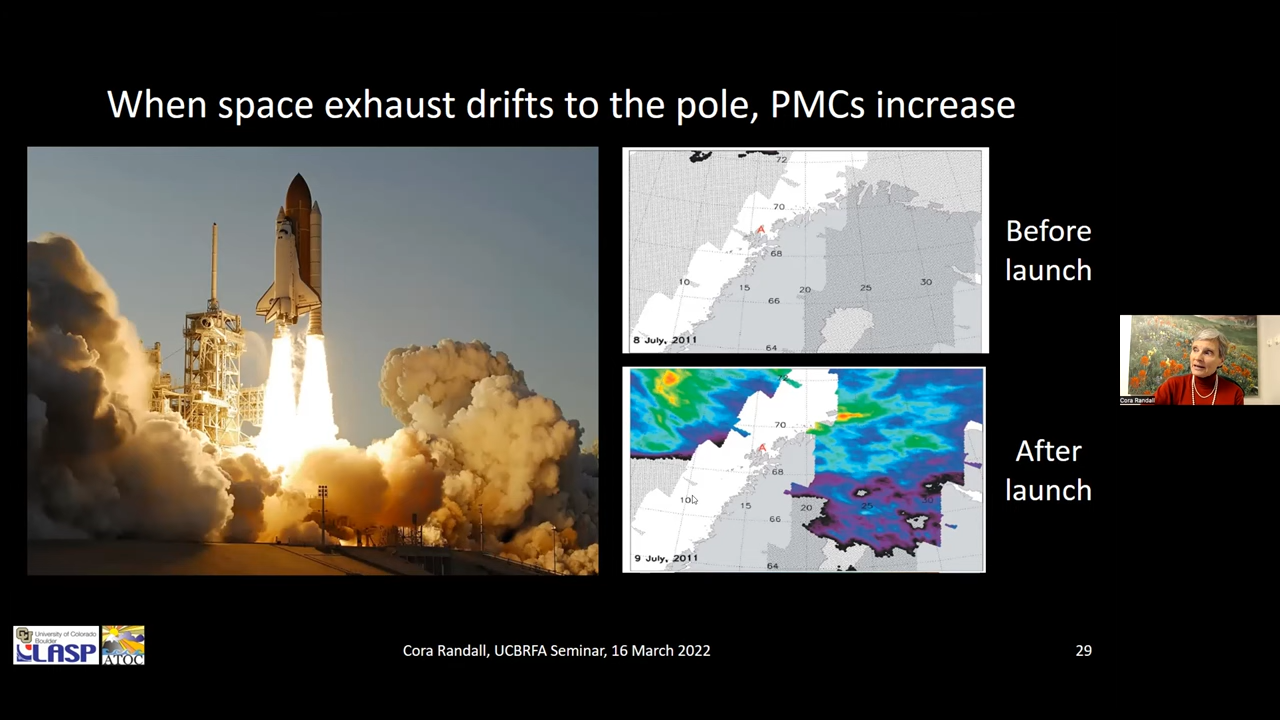 When space exhaust drifts to the pole, PMCs increase
72
70
A
68
10
15
20
25
30
66
8 July, 2011
64
Before
launch
70
A
68
10
15
20
66
9 July, 2011
64
After
launch
Cora Randall
CU
University of Colorado
Boulder
LASP
ATOC
Cora Randall, UCBRFA Seminar, 16 March 2022
29